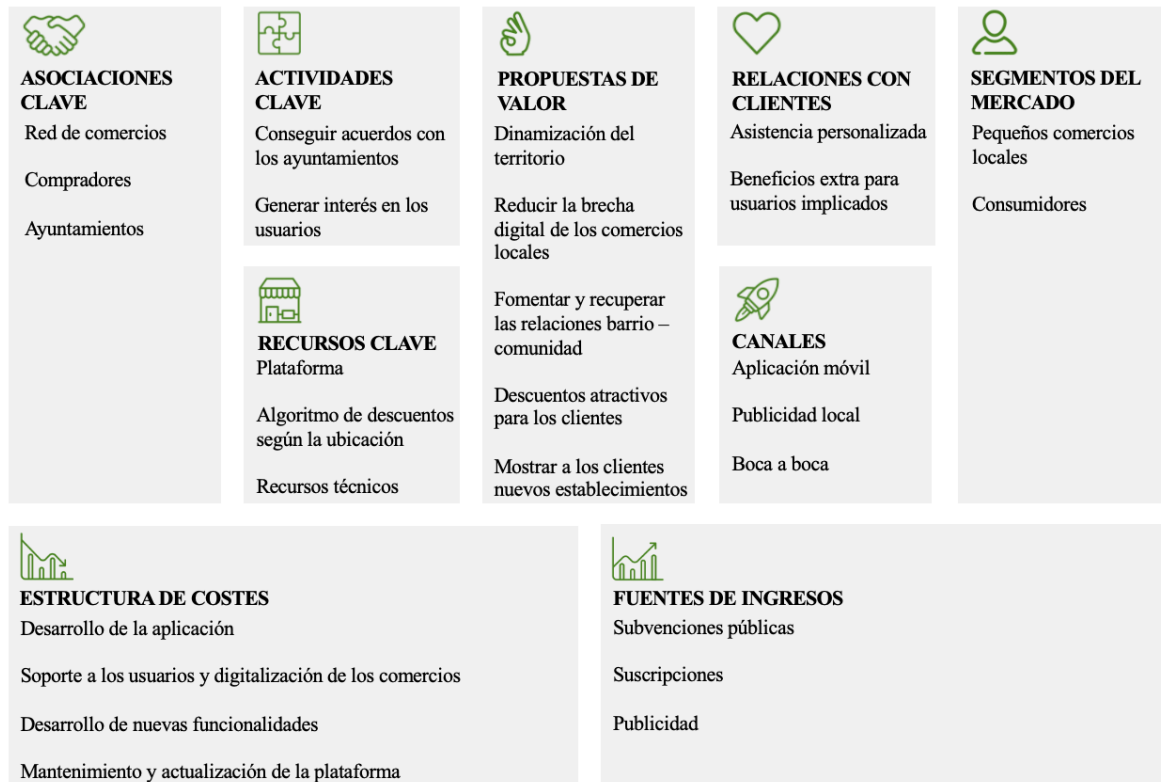 ASOCIACIONES
CLAVE
Red de comercios
Compradores
Ayuntamientos
ACTIVIDADES
CLAVE
Conseguir acuerdos con
los ayuntamientos
Generar interés en los
usuarios
RECURSOS CLAVE
Plataforma
Algoritmo de descuentos
según la ubicación
Recursos técnicos
PROPUESTAS DE
VALOR
Dinamización del
territorio
Reducir la brecha
digital de los comercios
locales
Fomentar y recuperar
las relaciones barrio –
comunidad
Descuentos atractivos
para los clientes
Mostrar a los clientes
nuevos establecimientos
RELACIONES CON
CLIENTES
Asistencia personalizada
Beneficios extra para
usuarios implicados
CANALES
Aplicación móvil
Publicidad local
Boca a boca
SEGMENTOS DEL
MERCADO
Pequeños comercios
locales
Consumidores
ESTRUCTURA DE COSTES
Desarrollo de la aplicación
Soporte a los usuarios y digitalización de los comercios
Desarrollo de nuevas funcionalidades
Mantenimiento y actualización de la plataforma
FUENTES DE INGRESOS
Subvenciones públicas
Suscripciones
Publicidad